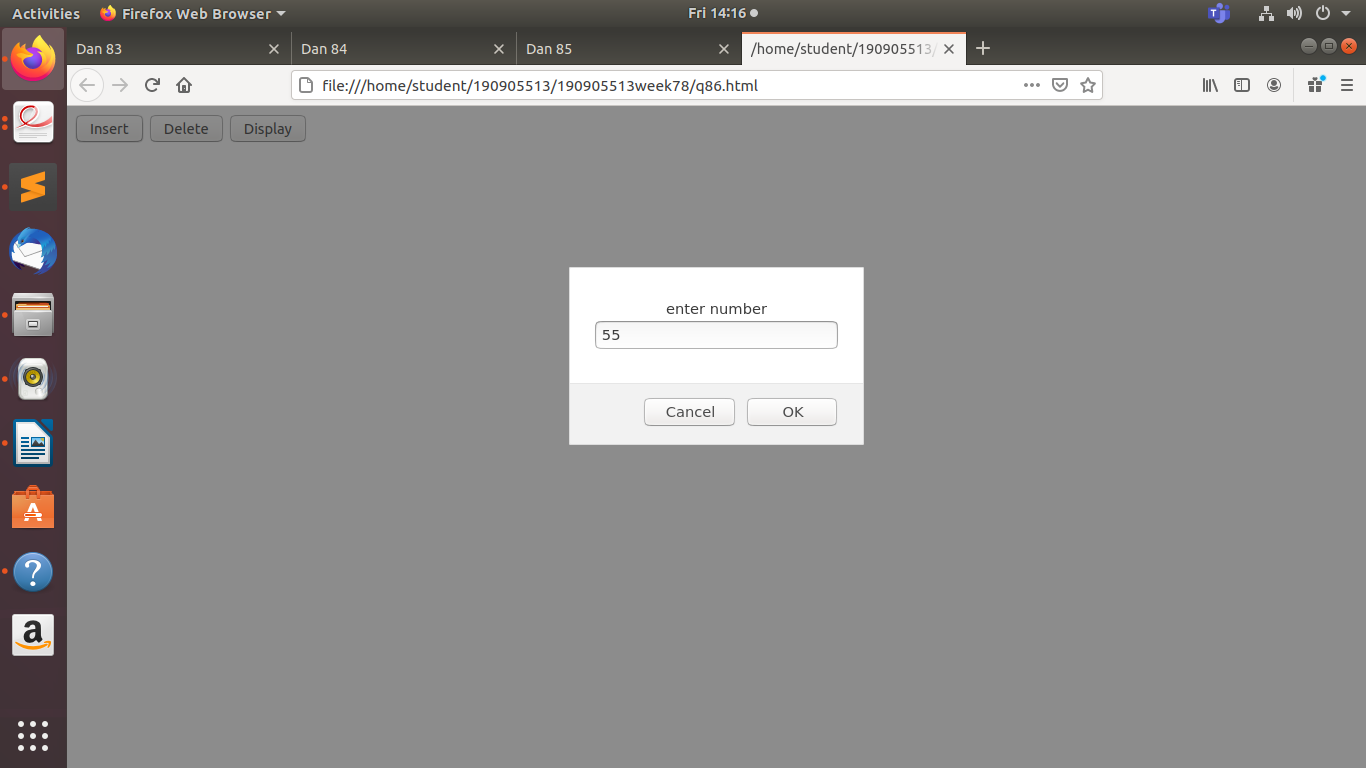 Activities Firefox Web Browser Fri 14:16
Dan 83 Dan 84 Dan 85 /home/student/190905513/
file:///home/student/190905513/190905513week78/q86.html
Insert Delete Display
enter number
55
Cancel OK